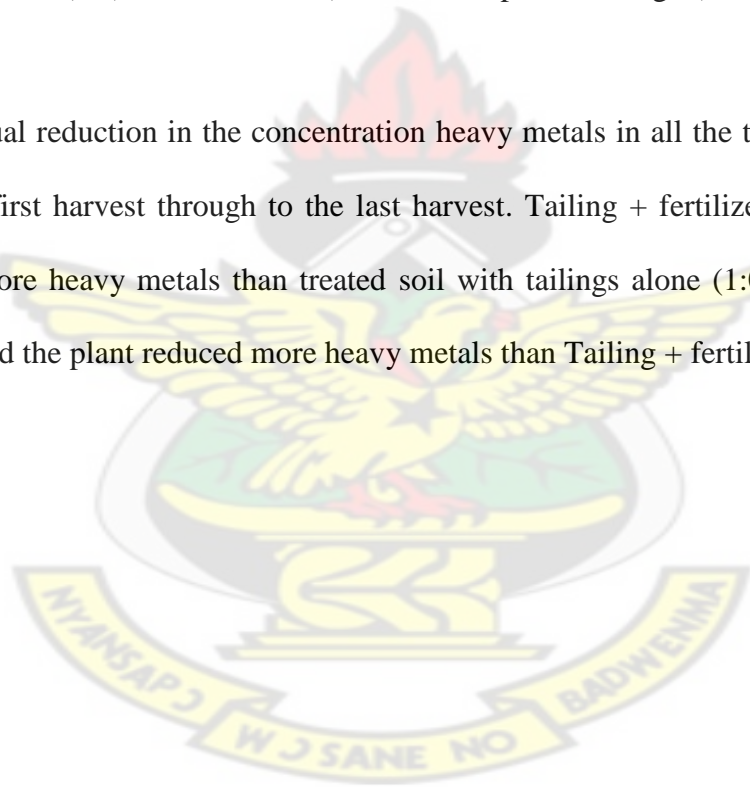 ual reduction in the concentration heavy metals in all the t
first harvest through to the last harvest. Tailing + fertilize
ore heavy metals than treated soil with tailings alone (1:
d the plant reduced more heavy metals than Tailing + fertil
NYANSAPƆ WƆSANE NO BADWENMA